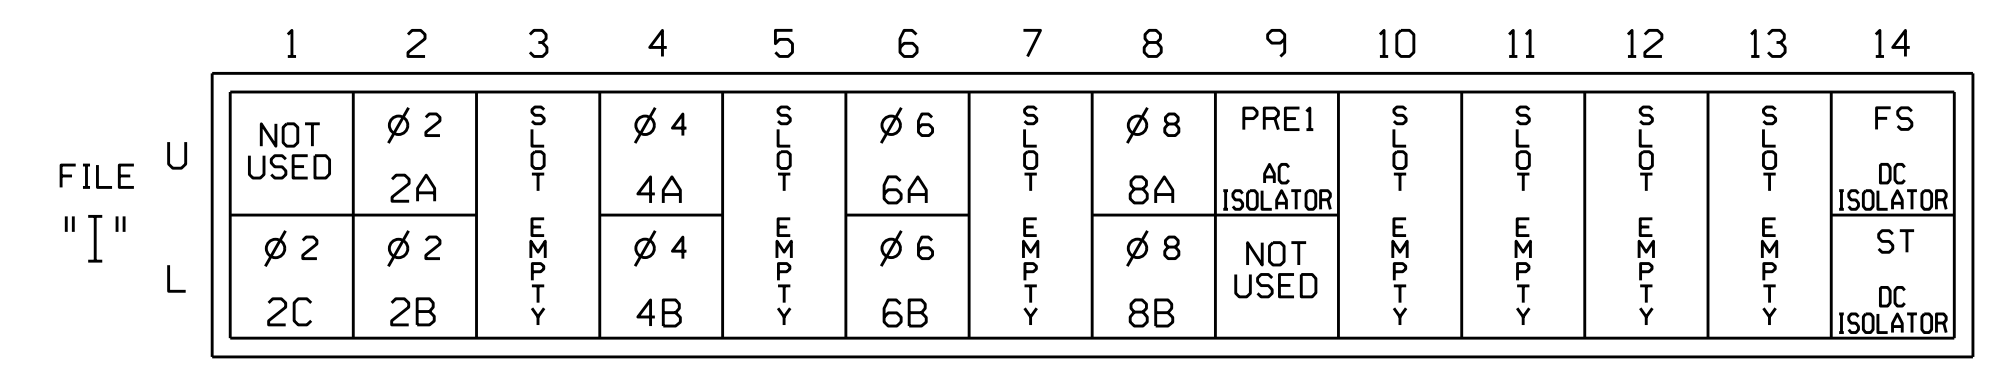 1 2 3 4 5 6 7 8 9 10 11 12 13 14
FILE
"I"
U
L
NOT
USED
Ø 2
2C
Ø 2
2A
Ø 2
2B
SLOT EMPTY
Ø 4
4A
Ø 4
4B
SLOT EMPTY
Ø 6
6A
Ø 6
6B
SLOT EMPTY
Ø 8
8A
Ø 8
8B
PRE1
AC
ISOLATOR
NOT
USED
SLOT EMPTY
SLOT EMPTY
SLOT EMPTY
SLOT EMPTY
FS
DC
ISOLATOR
ST
DC
ISOLATOR